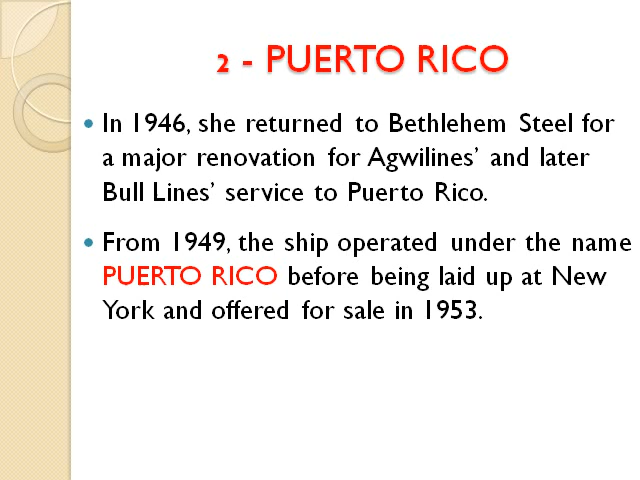 2 - PUERTO RICO
• In 1946, she returned to Bethlehem Steel for
a major renovation for Agwilines’ and later
Bull Lines’ service to Puerto Rico.
• From 1949, the ship operated under the name
PUERTO RICO before being laid up at New
York and offered for sale in 1953.